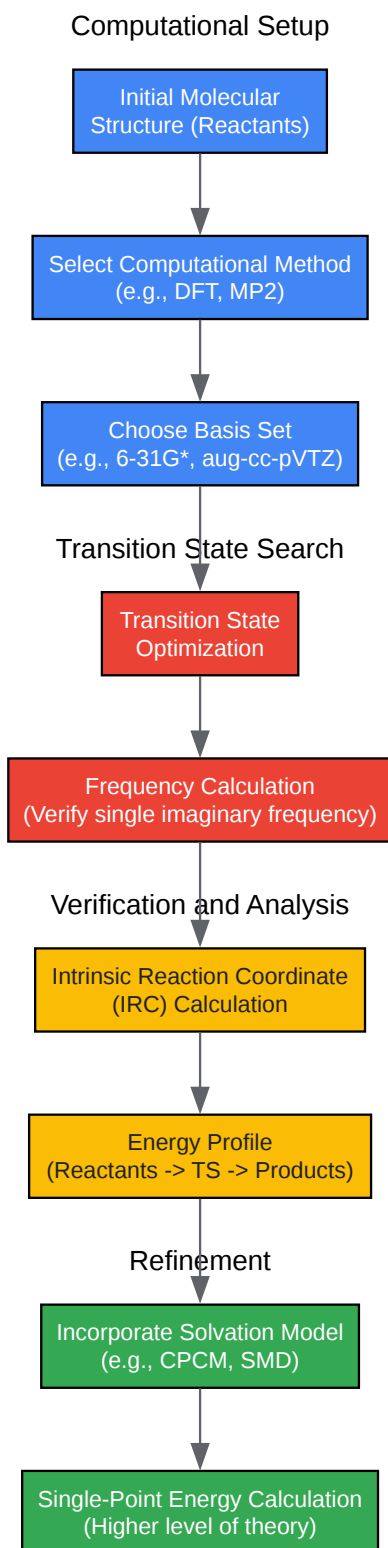 Computational Setup
Initial Molecular
Structure (Reactants)
Select Computational Method
(e.g., DFT, MP2)
Choose Basis Set
(e.g., 6-31G*, aug-cc-pVTZ)
Transition State Search
Transition State
Optimization
Frequency Calculation
(Verify single imaginary frequency)
Verification and Analysis
Intrinsic Reaction Coordinate
(IRC) Calculation
Energy Profile
(Reactants -> TS -> Products)
Refinement
Incorporate Solvation Model
(e.g., CPCM, SMD)
Single-Point Energy Calculation
(Higher level of theory)